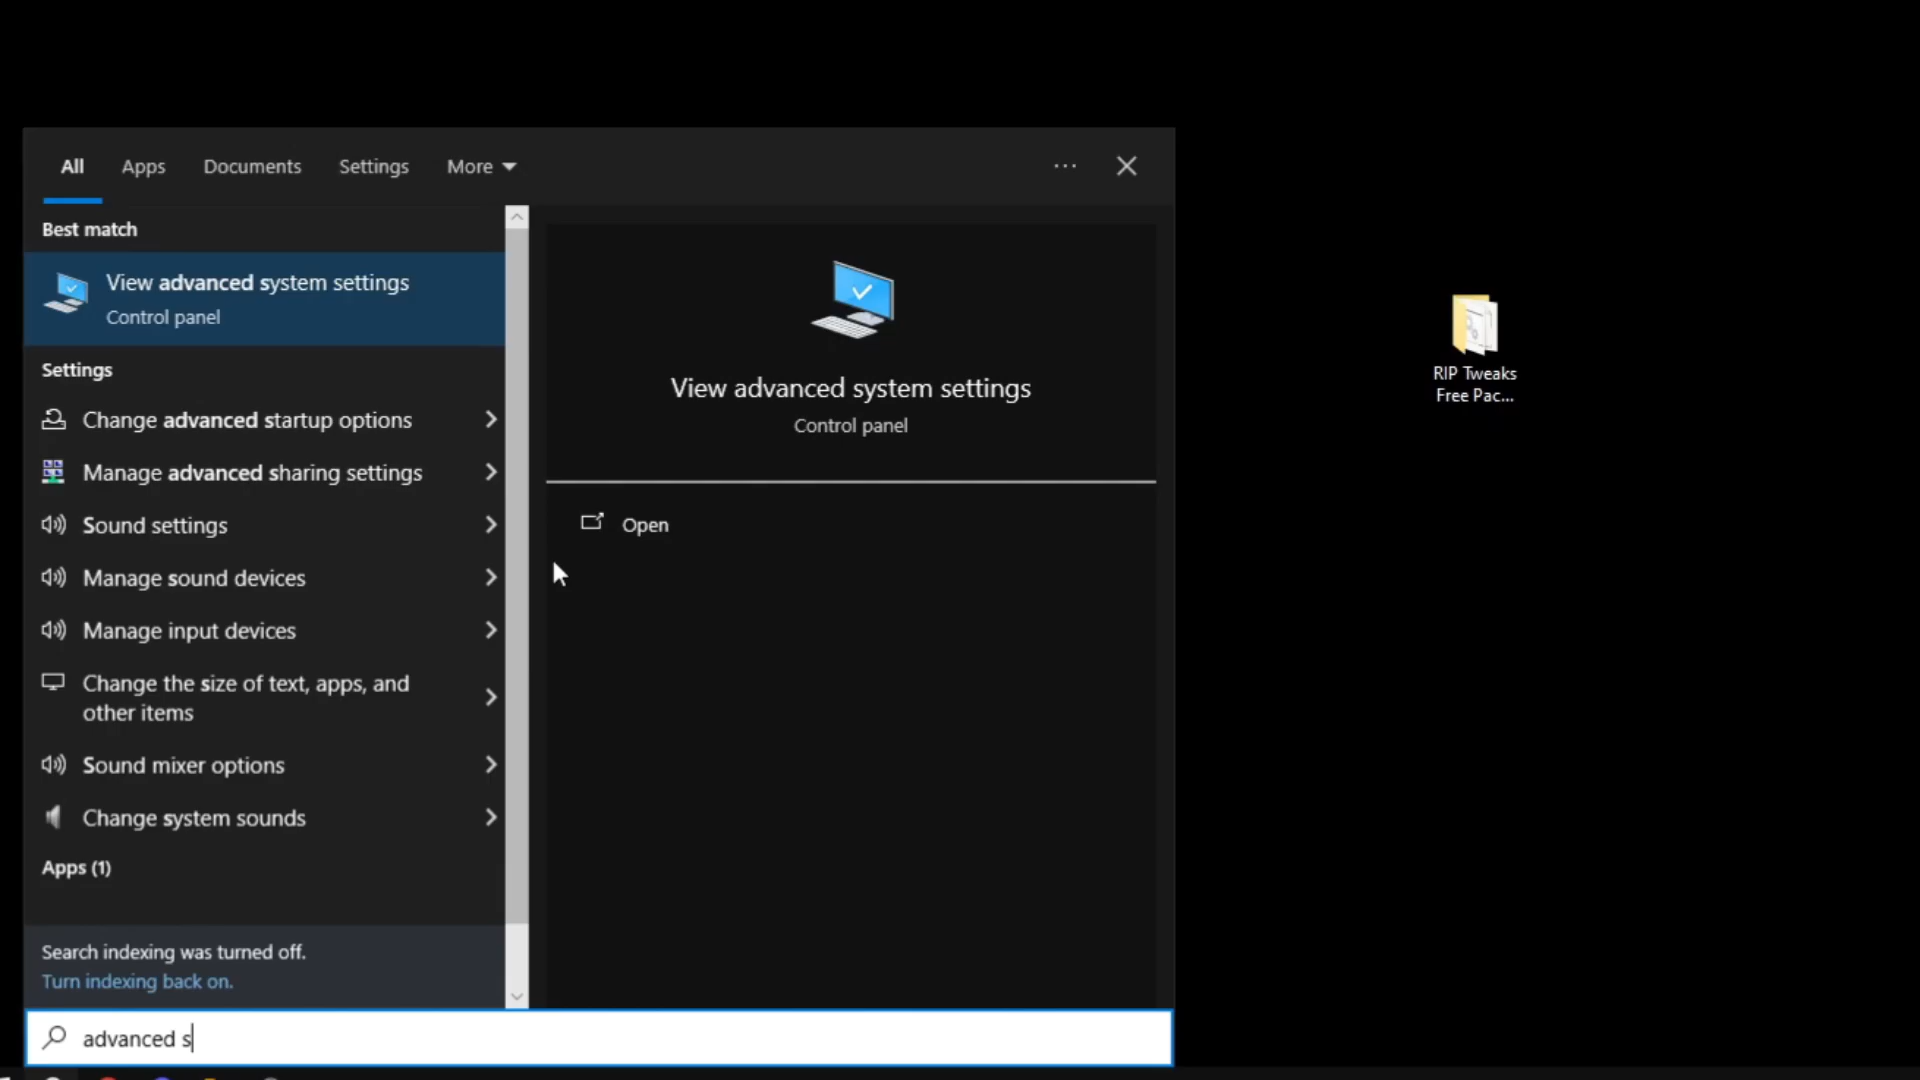 All
Apps
Documents
Settings
More
Best match
View advanced system settings
Control panel
Settings
Change advanced startup options
Manage advanced sharing settings
Sound settings
Manage sound devices
Manage input devices
Change the size of text, apps, and
other items
Sound mixer options
Change system sounds
Apps (1)
Search indexing was turned off.
Turn indexing back on.
advanced s
View advanced system settings
Control panel
Open
RIP Tweaks
Free Pac...